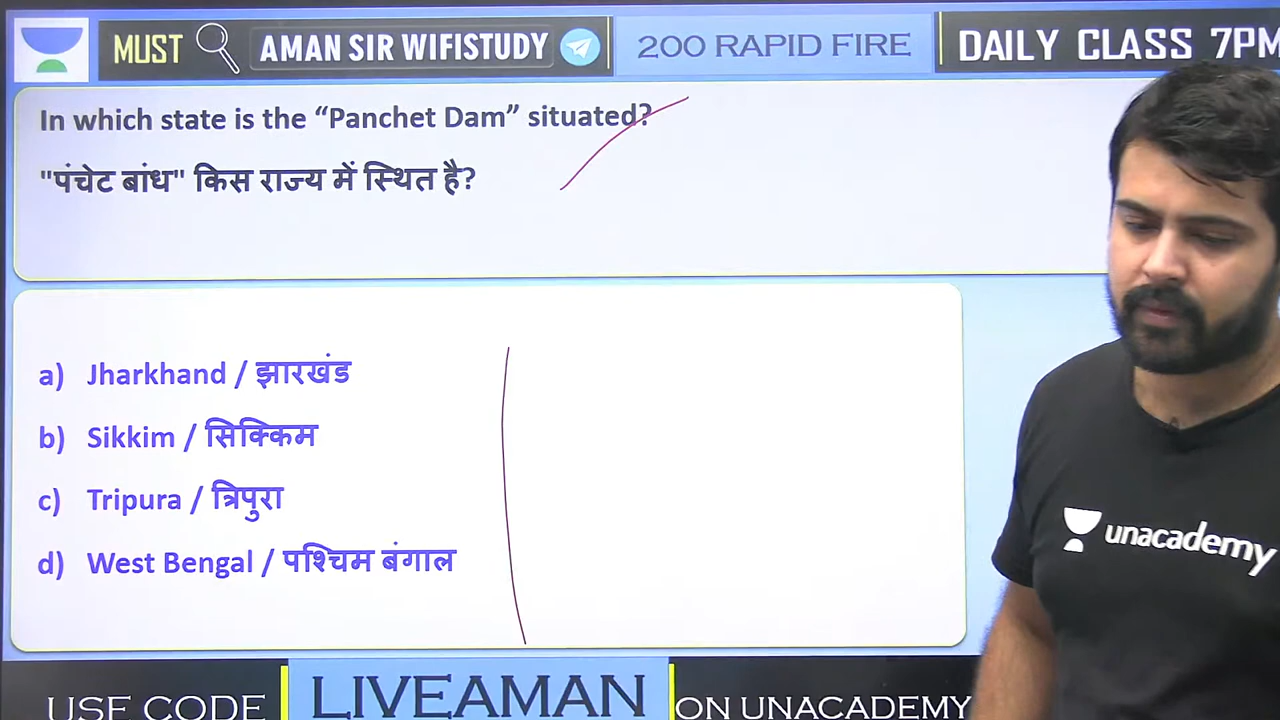 MUST AMAN SIR WIFISTUDY 200 RAPID FIRE DAILY CLASS 7PM
In which state is the “Panchet Dam” situated?
"पंचेट बांध" किस राज्य में स्थित है?
a) Jharkhand / झारखंड
b) Sikkim / सिक्किम
c) Tripura / त्रिपुरा
d) West Bengal / पश्चिम बंगाल
unacademy
USE CODE LIVEAMAN ON UNACADEMY